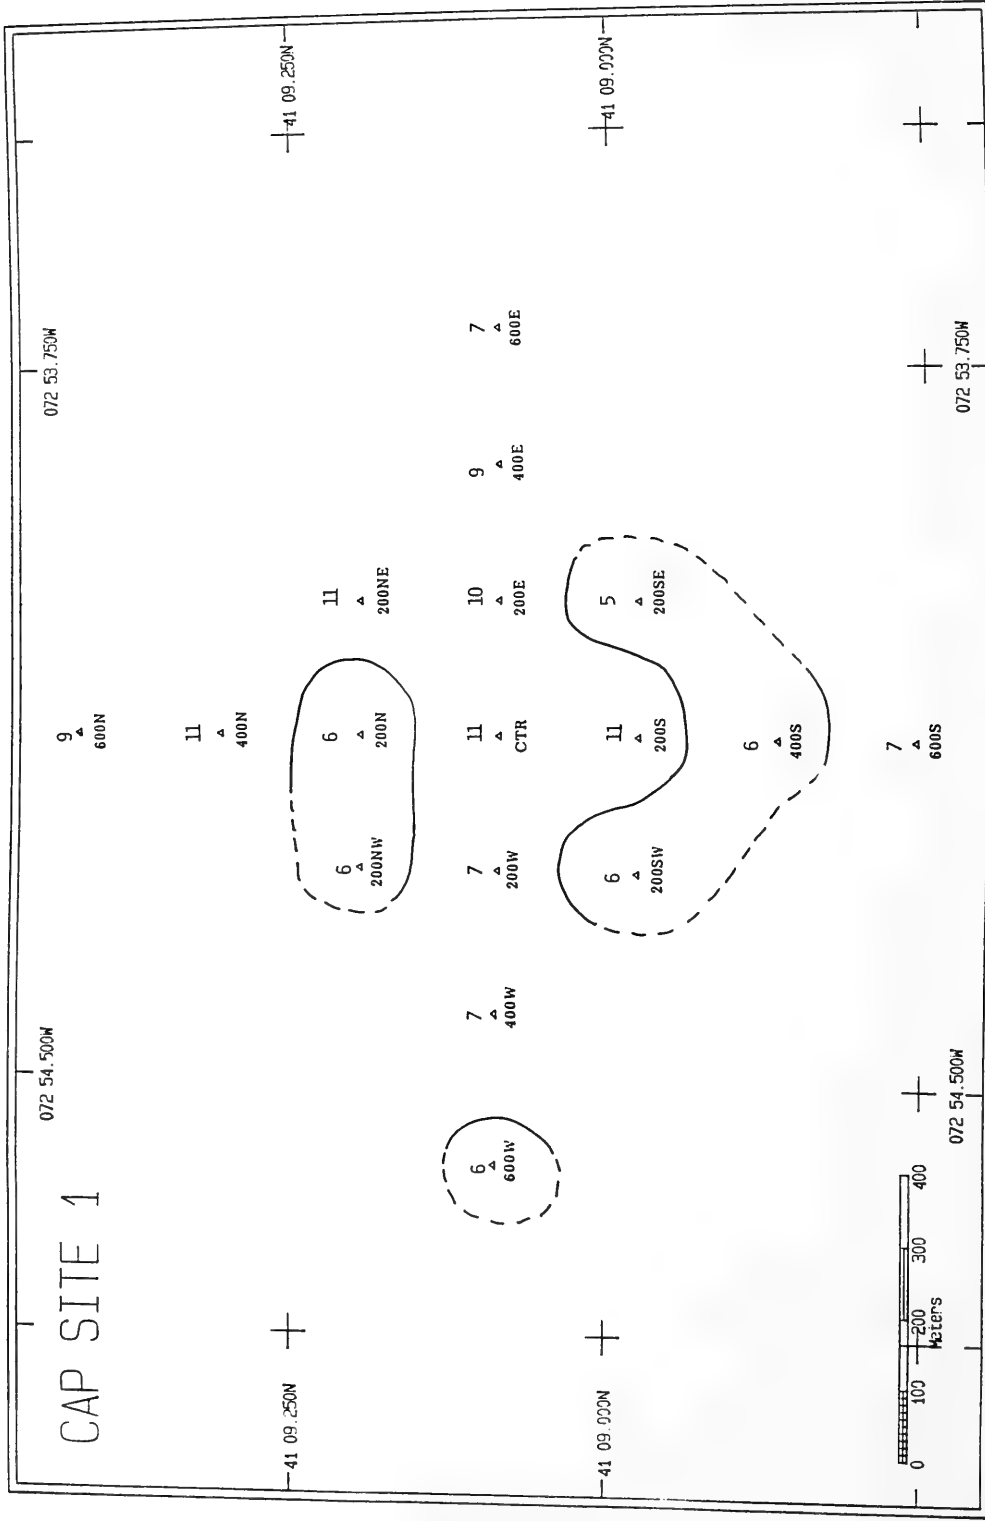 CAP SITE 1
072 54.500W
072 53.750W
9
600N
11
400N
41 09.250N
41 09.250N
6
200NW
6
200N
11
200NE
6
600W
7
400W
7
200W
11
CTR
10
200E
9
400E
7
600E
41 09.000N
41 09.000N
6
200SW
11
200S
5
200SE
6
400S
7
600S
0 100 200 300 400
Meters
072 54.500W
072 53.750W